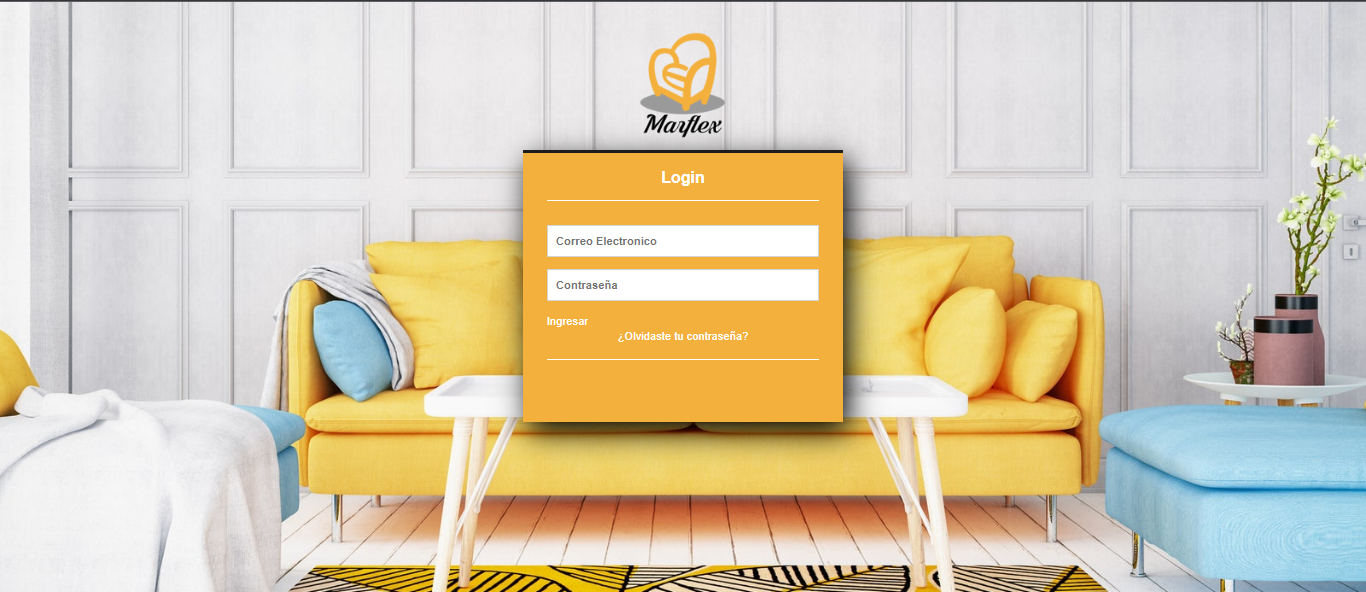 Marflex
Login
Correo Electronico
Contraseña
Ingresar
¿Olvidaste tu contraseña?